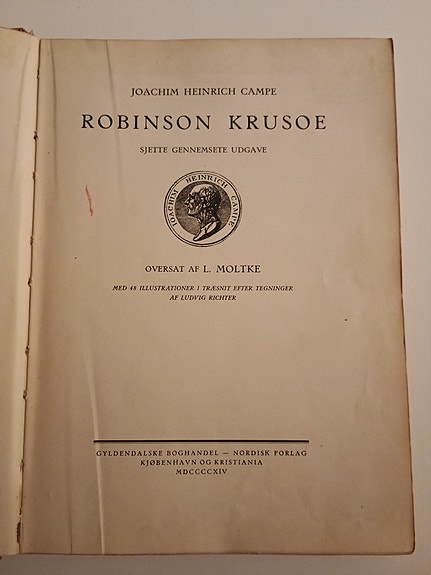 JOACHIM HEINRICH CAMPE
ROBINSON KRUSOE
SJETTE GENNEMSETE UDGAVE
JOACHIM HEINRICH CAMPE
OVERSAT AF L. MOLTKE
MED 48 ILLUSTRATIONER I TRÆSNIT EFTER TEGNINGER
AF LUDVIG RICHTER
GYLDENDALSKE BOGHANDEL — NORDISK FORLAG
KJØBENHAVN OG KRISTIANIA
MDCCCCXIV